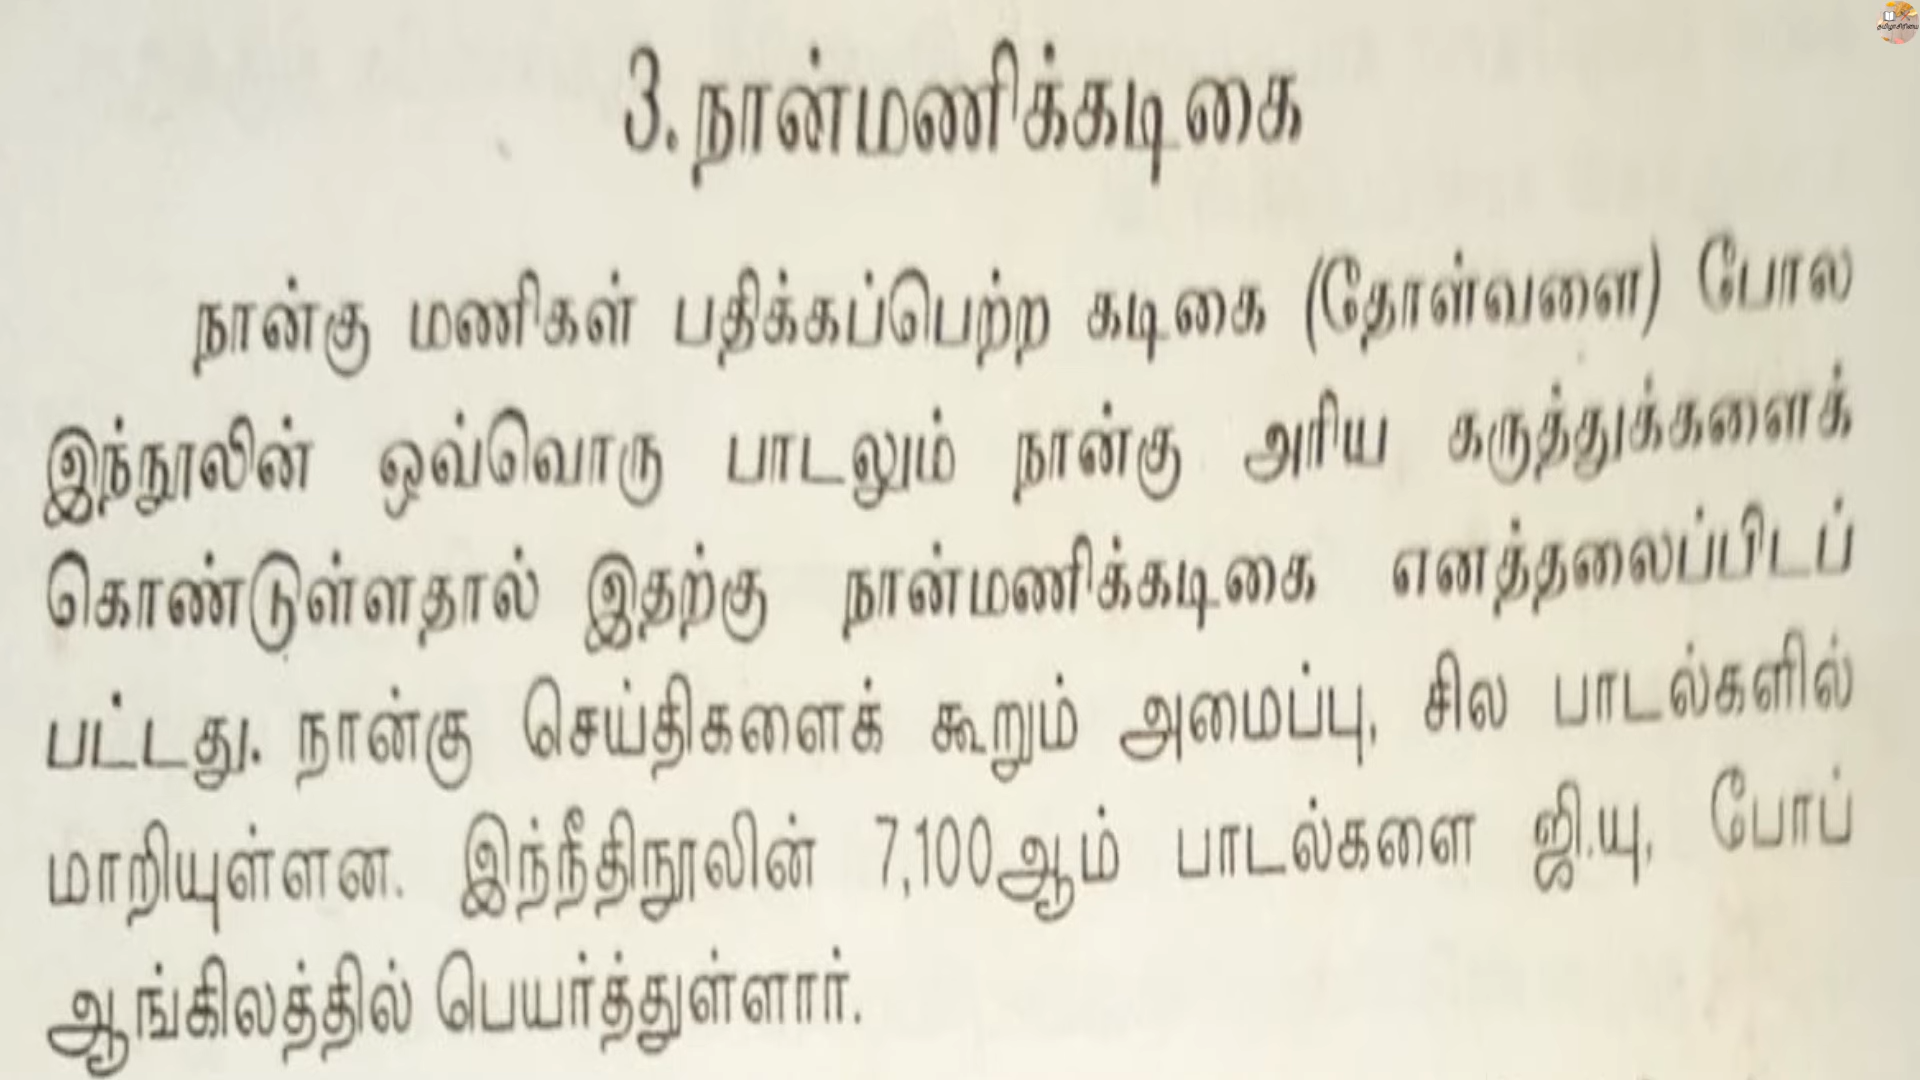 3. நான்மணிக்கடிகை
நான்கு மணிகள் பதிக்கப்பெற்ற கடிகை (தோள்வளை) போல
இந்நூலின் ஒவ்வொரு பாடலும் நான்கு அரிய கருத்துக்களைக்
கொண்டுள்ளதால் இதற்கு நான்மணிக்கடிகை எனத்தலைப்பிடப்
பட்டது. நான்கு செய்திகளைக் கூறும் அமைப்பு, சில பாடல்களில்
மாறியுள்ளன. இந்நீதிநூலின் 7,100ஆம் பாடல்களை ஜி.யு. போப்
ஆங்கிலத்தில் பெயர்த்துள்ளார்.